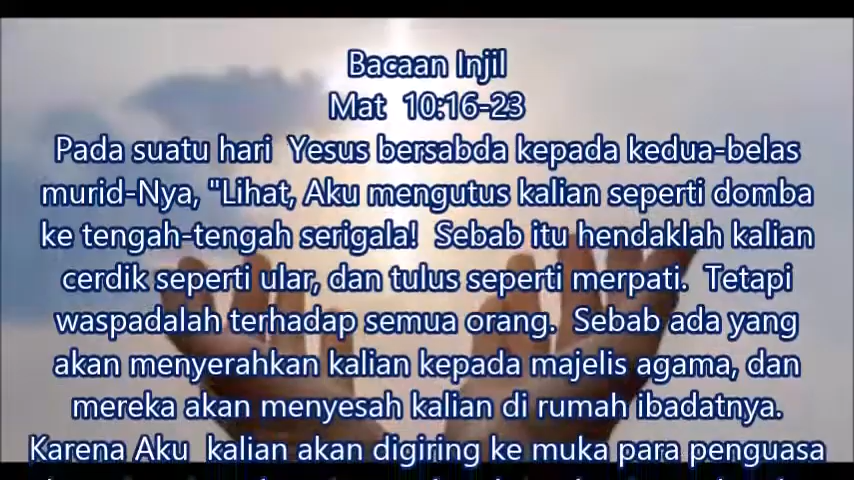 Bacaan Injil
Mat 10:16-23
Pada suatu hari Yesus bersabda kepada kedua-belas
murid-Nya, "Lihat, Aku mengutus kalian seperti domba
ke tengah-tengah serigala! Sebab itu hendaklah kalian
cerdik seperti ular, dan tulus seperti merpati. Tetapi
waspadalah terhadap semua orang. Sebab ada yang
akan menyerahkan kalian kepada majelis agama, dan
mereka akan menyesah kalian di rumah ibadatnya.
Karena Aku kalian akan digiring ke muka para penguasa